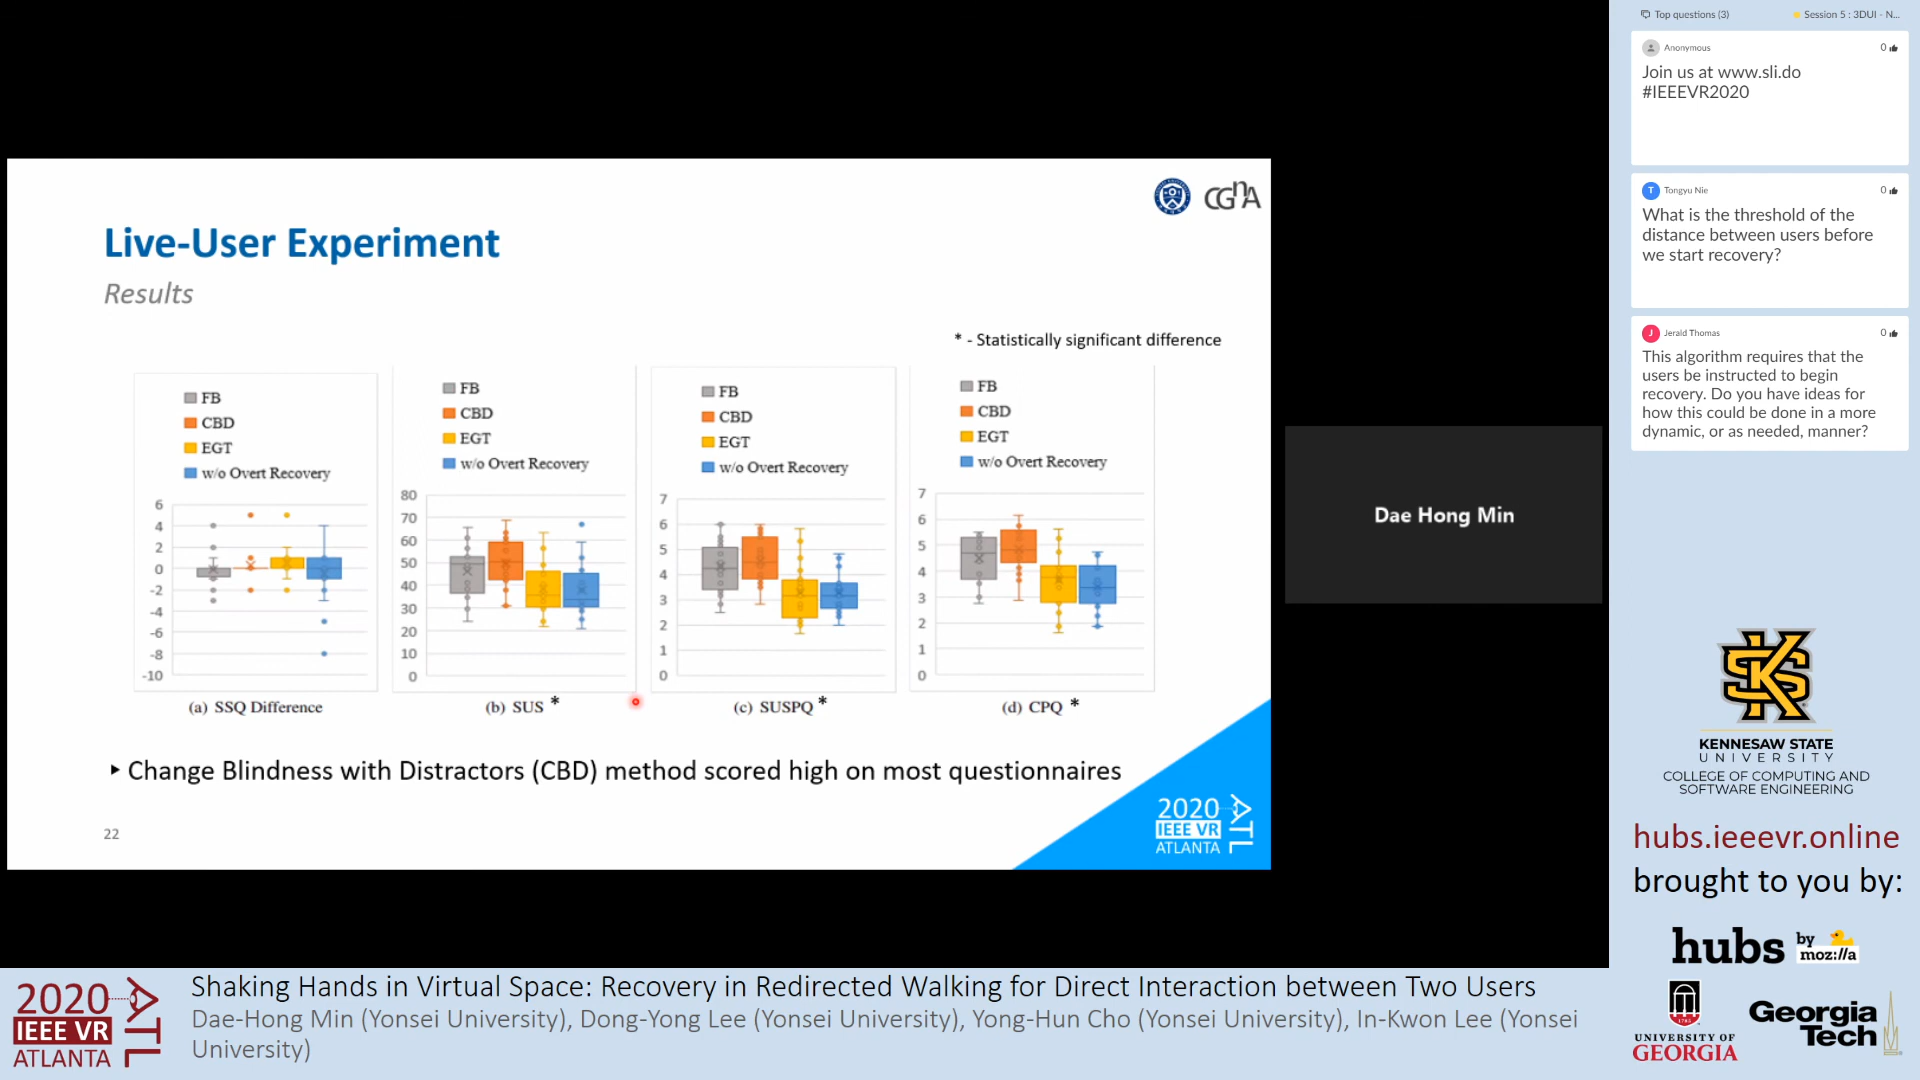 Live-User Experiment
Results
CGnA
* - Statistically significant difference
FB
CBD
EGT
w/o Overt Recovery
6
4
2
0
-2
-4
-6
-8
-10
(a) SSQ Difference
FB
CBD
EGT
w/o Overt Recovery
80
70
60
50
40
30
20
10
0
(b) SUS *
FB
CBD
EGT
w/o Overt Recovery
7
6
5
4
3
2
1
0
(c) SUSPQ *
FB
CBD
EGT
w/o Overt Recovery
7
6
5
4
3
2
1
0
(d) CPQ *
‣ Change Blindness with Distractors (CBD) method scored high on most questionnaires
22
2020
IEEE VR
ATLANTA
ATL
Dae Hong Min
Top questions (3)
Session 5 : 3DUI - N...
Anonymous
0
Join us at www.sli.do
#IEEEVR2020
T
Tongyu Nie
0
What is the threshold of the
distance between users before
we start recovery?
J
Jerald Thomas
0
This algorithm requires that the
users be instructed to begin
recovery. Do you have ideas for
how this could be done in a more
dynamic, or as needed, manner?
KS
KENNESAW STATE
UNIVERSITY
COLLEGE OF COMPUTING AND
SOFTWARE ENGINEERING
hubs.ieeevr.online
brought to you by:
hubs by
moz://a
1785
UNIVERSITY OF
GEORGIA
Georgia
Tech
2020
IEEE VR
ATLANTA
ATL
Shaking Hands in Virtual Space: Recovery in Redirected Walking for Direct Interaction between Two Users
Dae-Hong Min (Yonsei University), Dong-Yong Lee (Yonsei University), Yong-Hun Cho (Yonsei University), In-Kwon Lee (Yonsei
University)